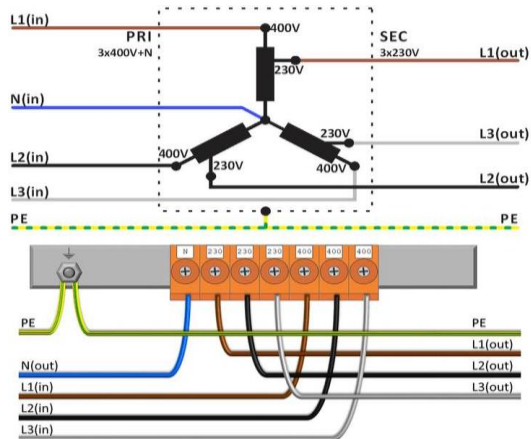 L1(in)
400V
PRI
3x400V+N
SEC
3x230V
230V
L1(out)
N(in)
230V
L3(out)
400V
L2(in)
230V
400V
L2(out)
L3(in)
PE
PE
N
230
230
230
400
400
400
PE
PE
L1(out)
N(out)
L2(out)
L1(in)
L3(out)
L2(in)
L3(in)